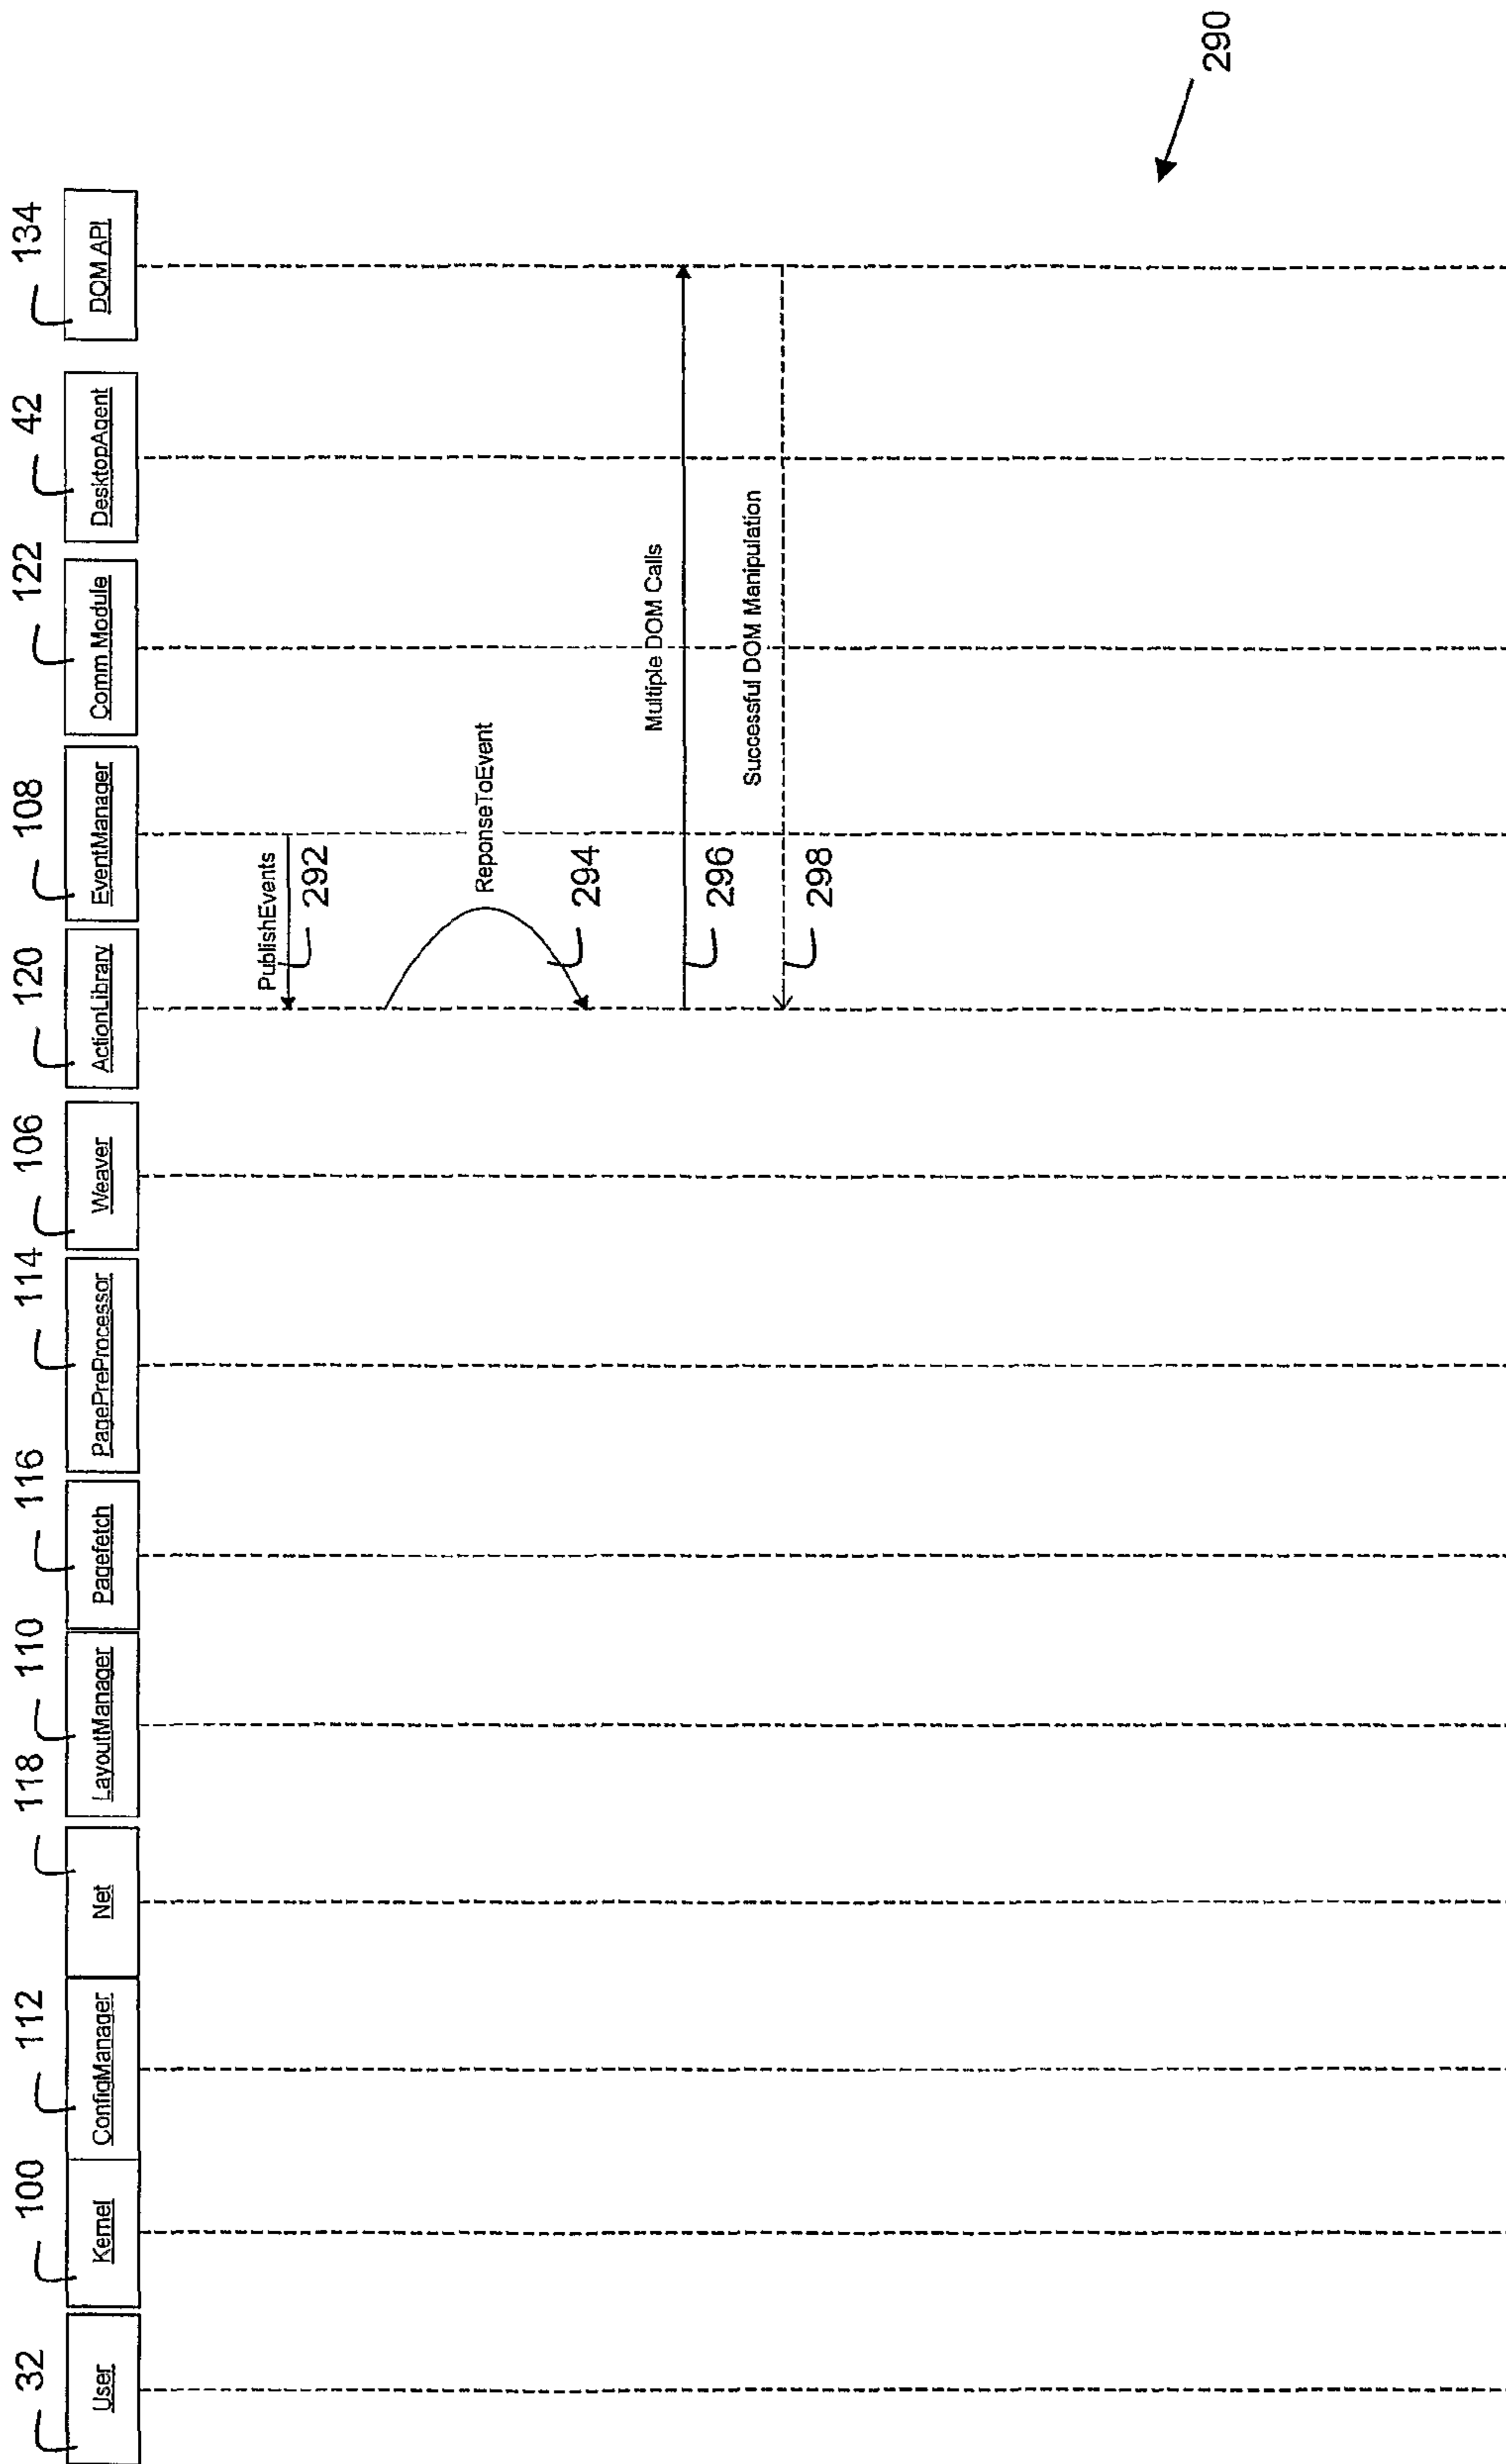 32
100
112
118
110
116
114
106
120
108
122
42
134
User
Kernel
ConfigManager
Net
LayoutManager
Pagefetch
PagePreProcessor
Weaver
ActionLibrary
EventManager
Comm Module
DesktopAgent
DOM API
PublishEvents
292
ReponseToEvent
294
Multiple DOM Calls
296
Successful DOM Manipulation
298
290